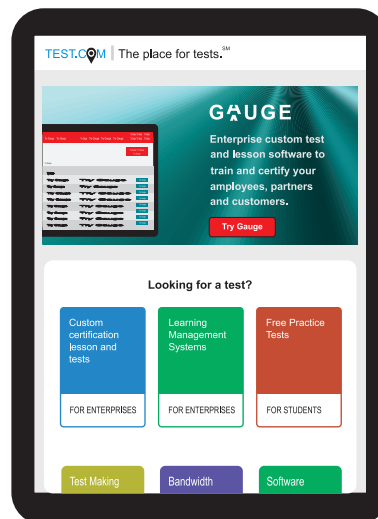 TEST.COM | The place for tests.℠
GAUGE
Enterprise custom test
and lesson software to
train and certify your
amployees, partners
and customers.
Try Gauge
Looking for a test?
Custom
certification
lesson and
tests
FOR ENTERPRISES
Learning
Management
Systems
FOR ENTERPRISES
Free Practice
Tests
FOR STUDENTS
Test Making
Bandwidth
Software